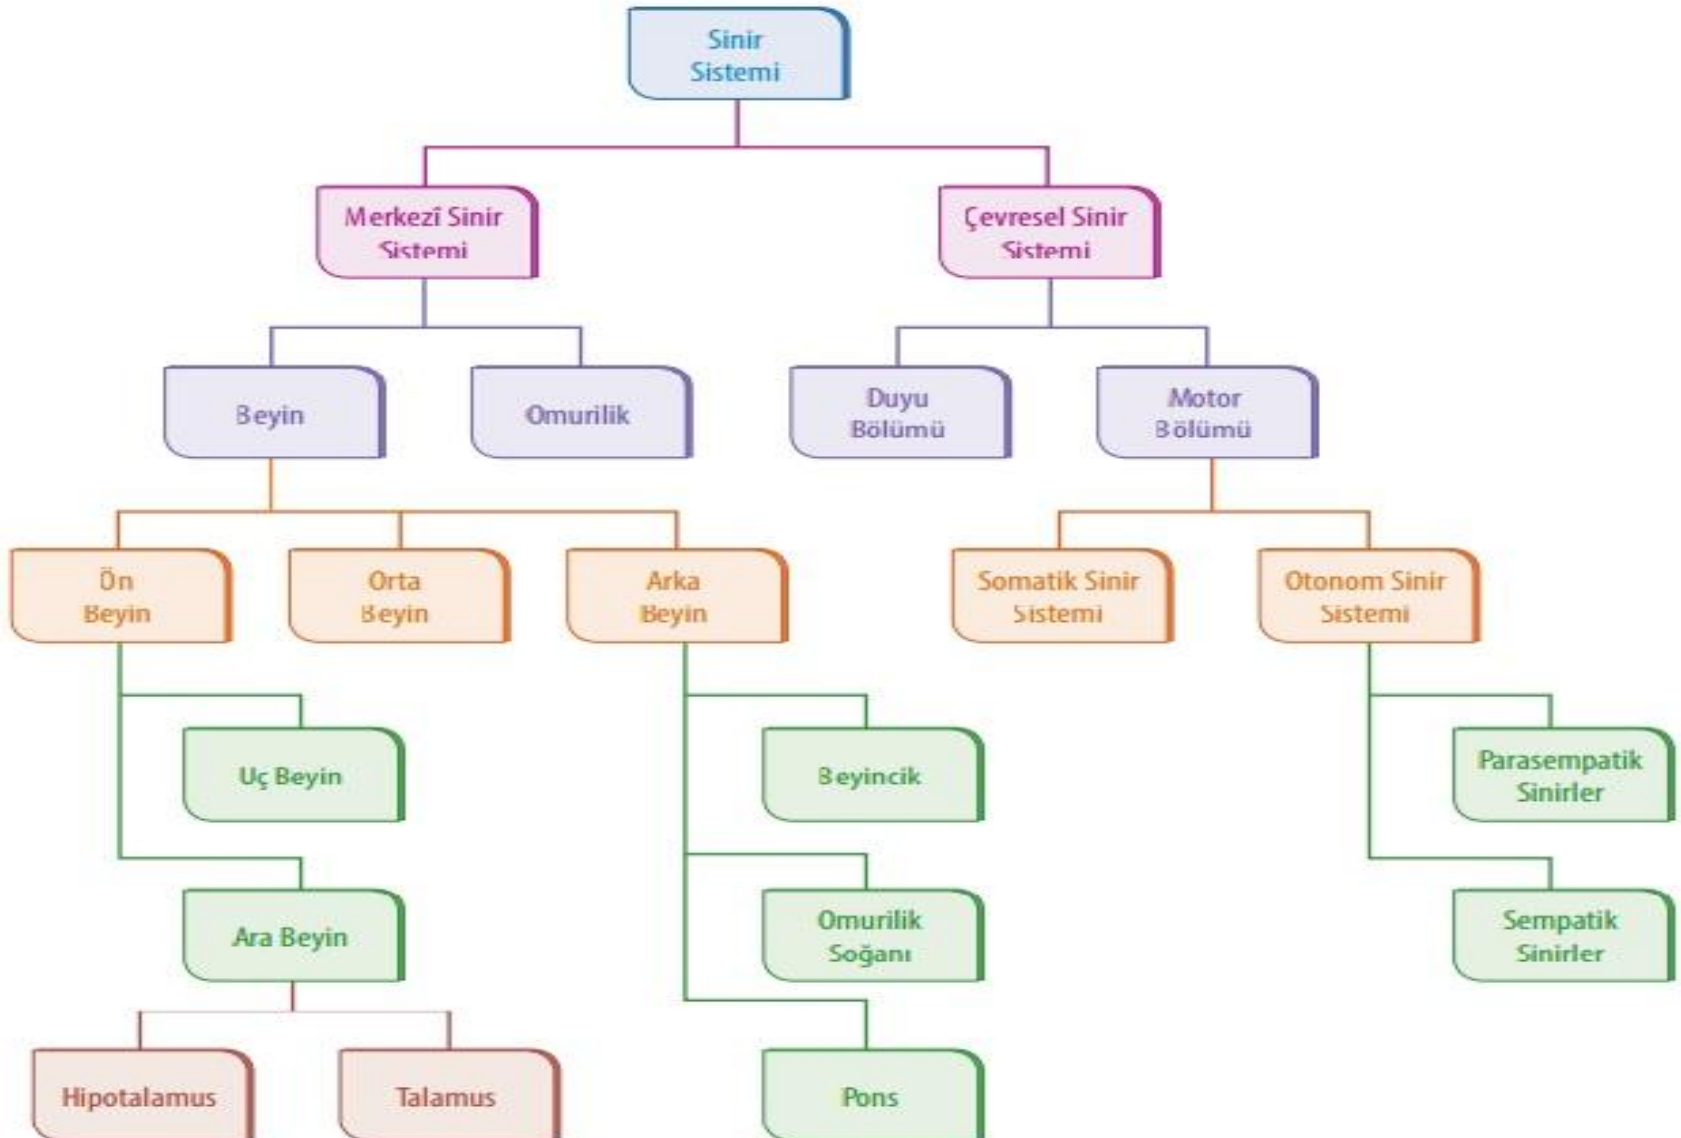 Sinir
Sistemi
Merkezî Sinir
Sistemi
Çevresel Sinir
Sistemi
Beyin
Omurilik
Duyu
Bölümü
Motor
Bölümü
Ön
Beyin
Orta
Beyin
Arka
Beyin
Somatik Sinir
Sistemi
Otonom Sinir
Sistemi
Uç Beyin
Beyincik
Parasempatik
Sinirler
Ara Beyin
Omurilik
Soğanı
Sempatik
Sinirler
Hipotalamus
Talamus
Pons